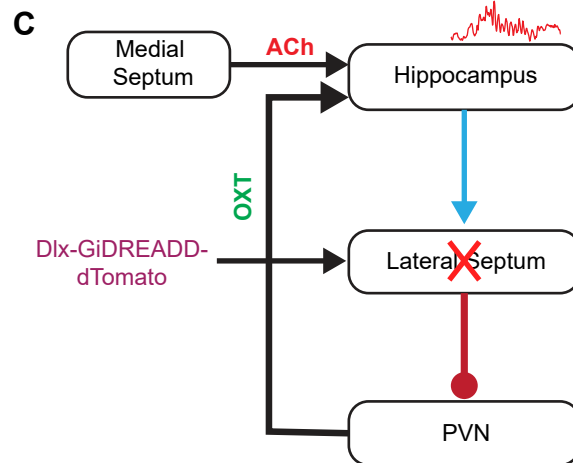 C
Medial
Septum
ACh
Hippocampus
OXT
Dlx-GiDREADD-
dTomato
Lateral Septum
PVN